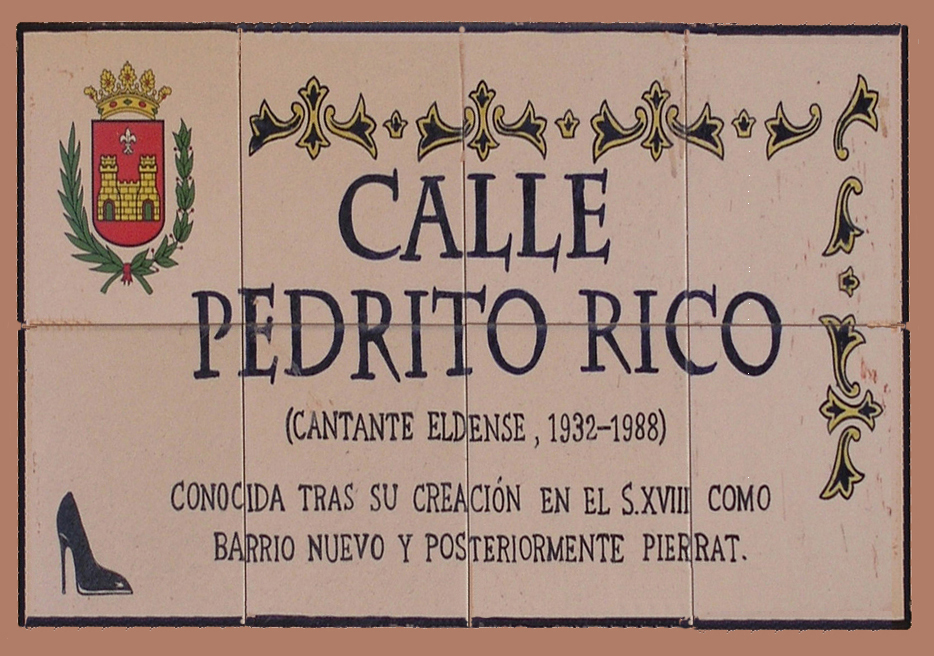 CALLE
PEDRITO RICO
(CANTANTE ELDENSE, 1932-1988)
CONOCIDA TRAS SU CREACIÓN EN EL S.XVIII COMO
BARRIO NUEVO Y POSTERIORMENTE PIERRAT.